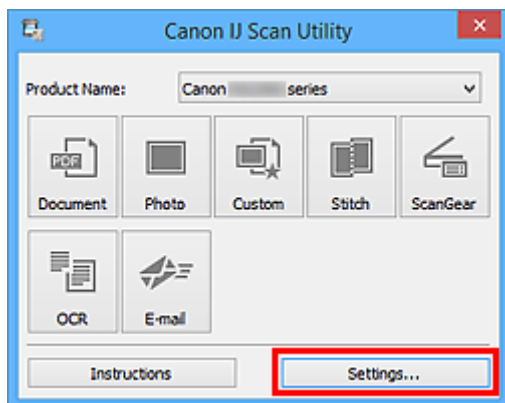 Canon IJ Scan Utility
Product Name: Canon series
PDF
Document Photo Custom Stitch ScanGear
OCR E-mail
Instructions Settings...